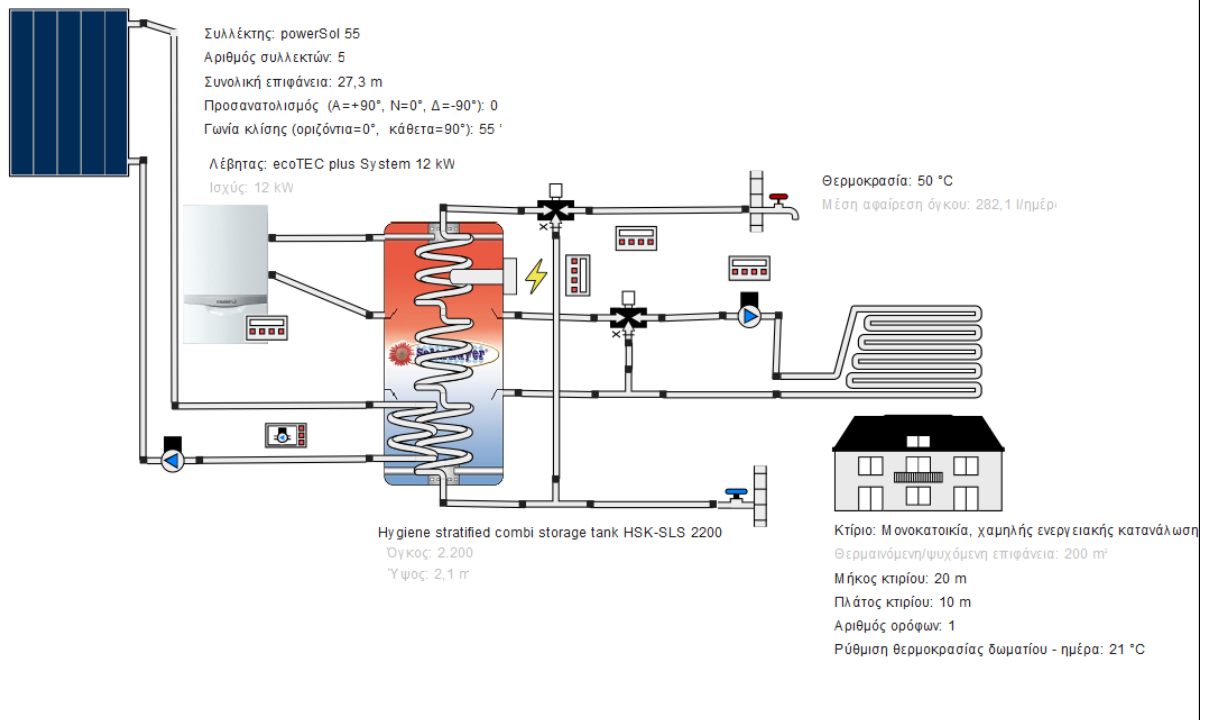 Συλλέκτης: powerSol 55
Αριθμός συλλεκτών: 5
Συνολική επιφάνεια: 27,3 m
Προσανατολισμός (Α=+90°, Ν=0°, Δ=-90°): 0
Γωνία κλίσης (οριζόντια=0°, κάθετα=90°): 55 °
Λέβητας: ecoTEC plus System 12 kW
Ισχύς: 12 kW
Θερμοκρασία: 50 °C
Μέση αφαίρεση όγκου: 282,1 l/ημέρ
Hygiene stratified combi storage tank HSK-SLS 2200
Όγκος: 2.200
Ύψος: 2,1 m
Κτίριο: Μονοκατοικία, χαμηλής ενεργειακής κατανάλωση
Θερμαινόμενη/ψυχόμενη επιφάνεια: 200 m²
Μήκος κτιρίου: 20 m
Πλάτος κτιρίου: 10 m
Αριθμός ορόφων: 1
Ρύθμιση θερμοκρασίας δωματίου - ημέρα: 21 °C